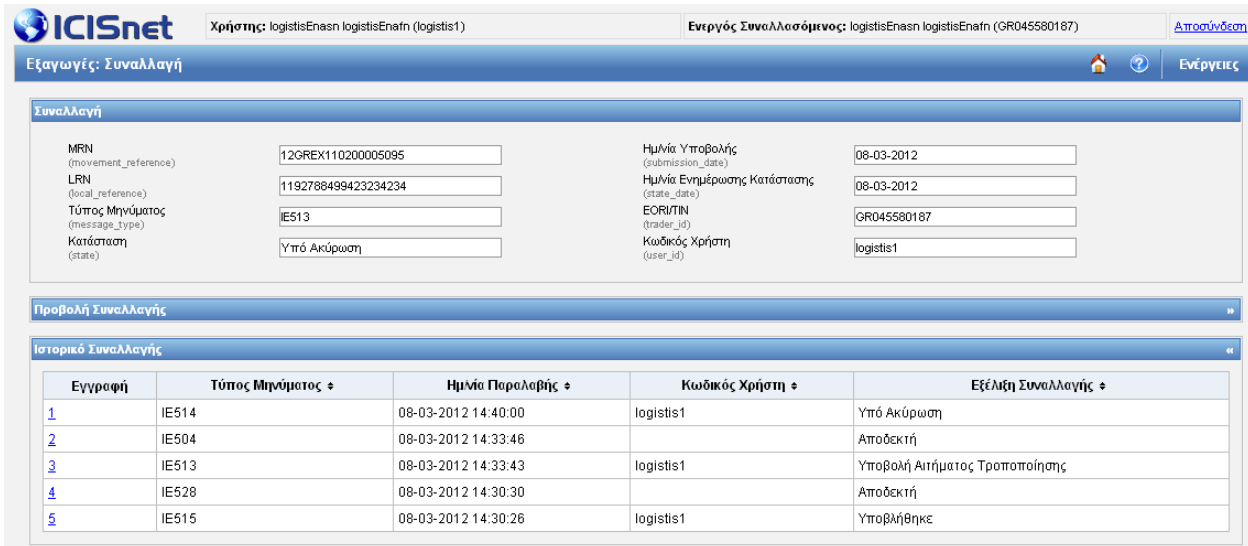 ICISnet
Χρήστης: logistisEnasn logistisEnafn (logistis1)
Ενεργός Συναλλασόμενος: logistisEnasn logistisEnafn (GR045580187)
Αποσύνδεση
Εξαγωγές: Συναλλαγή
? Ενέργειες
Συναλλαγή
MRN
(movement_reference)
12GREX110200005095
Ημ/νία Υποβολής
(submission_date)
08-03-2012
LRN
(local_reference)
1192788499423234234
Ημ/νία Ενημέρωσης Κατάστασης
(state_date)
08-03-2012
Τύπος Μηνύματος
(message_type)
IE513
EORI/TIN
(trader_id)
GR045580187
Κατάσταση
(state)
Υπό Ακύρωση
Κωδικός Χρήστη
(user_id)
logistis1
Προβολή Συναλλαγής »
Ιστορικό Συναλλαγής «
Εγγραφή Τύπος Μηνύματος Ημ/νία Παραλαβής Κωδικός Χρήστη Εξέλιξη Συναλλαγής
1 IE514 08-03-2012 14:40:00 logistis1 Υπό Ακύρωση
2 IE504 08-03-2012 14:33:46 Αποδεκτή
3 IE513 08-03-2012 14:33:43 logistis1 Υποβολή Αιτήματος Τροποποίησης
4 IE528 08-03-2012 14:30:30 Αποδεκτή
5 IE515 08-03-2012 14:30:26 logistis1 Υποβλήθηκε